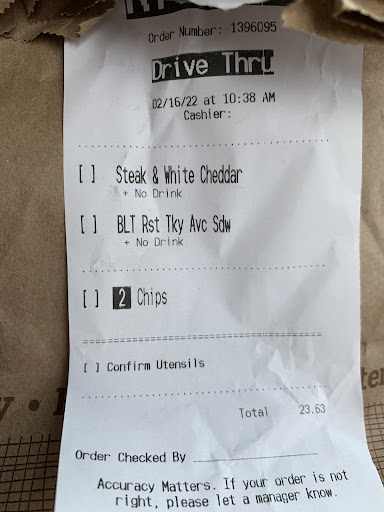 Order Number: 1396095
Drive Thru
02/16/22 at 10:38 AM
Cashier:
[ ] Steak & White Cheddar
+ No Drink
[ ] BLT Rst Tky Avc Sdw
+ No Drink
[ ] 2 Chips
[ ] Confirm Utensils
Total 23.63
Order Checked By
Accuracy Matters. If your order is not
right, please let a manager know.